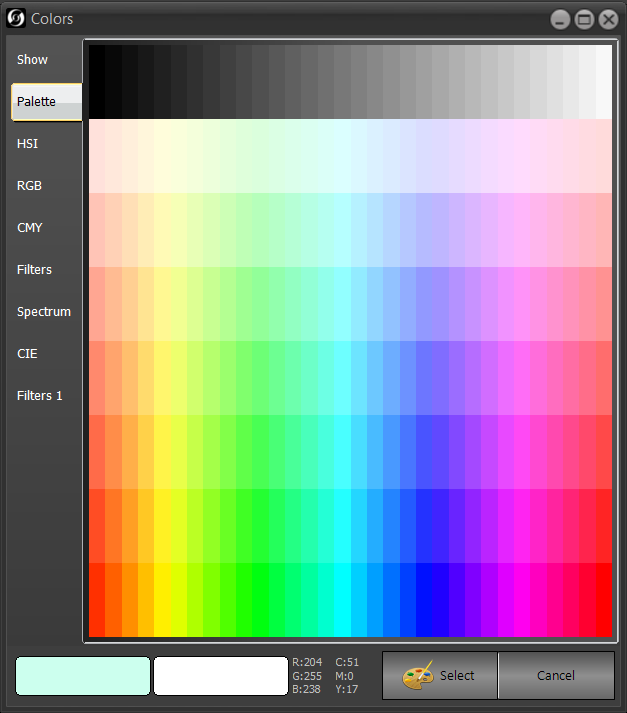 Colors
Show
Palette
HSI
RGB
CMY
Filters
Spectrum
CIE
Filters 1
R:204 C:51
G:255 M:0
B:238 Y:17
Select
Cancel